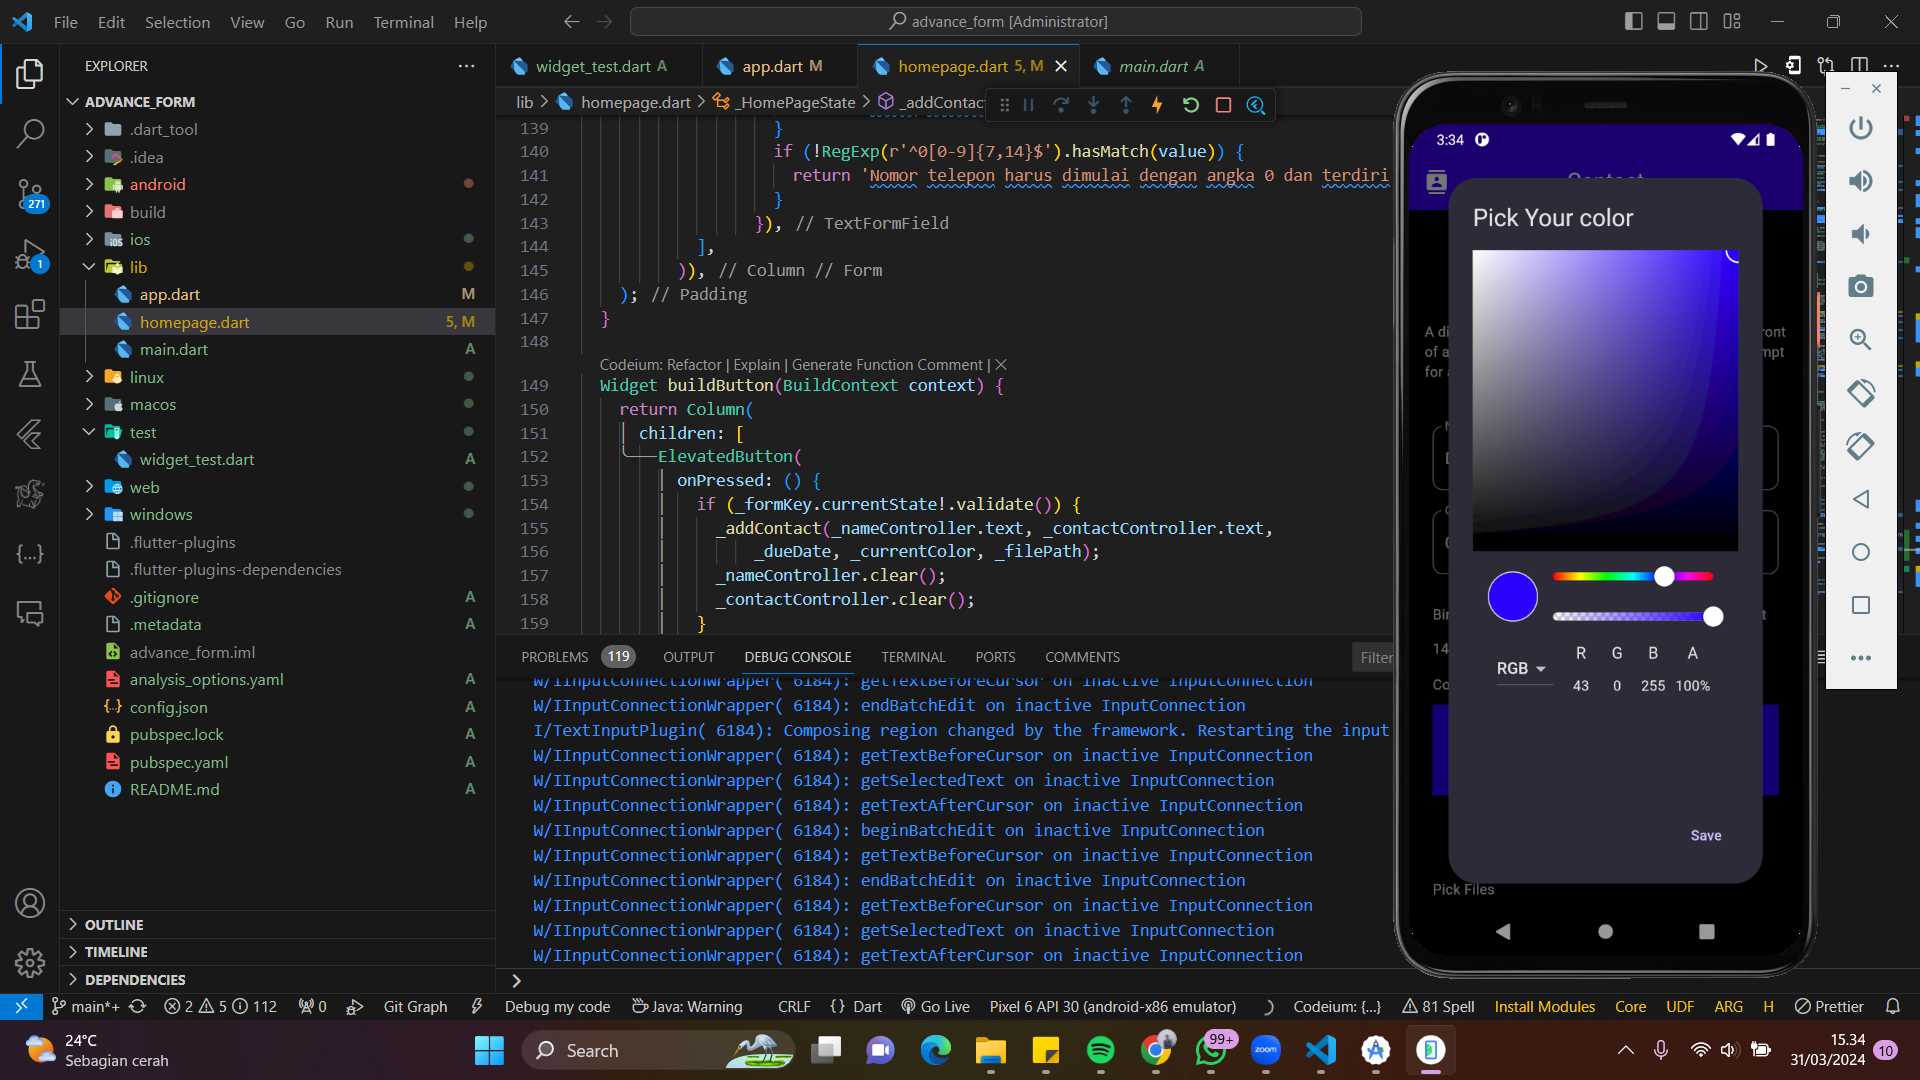 File Edit Selection View Go Run Terminal Help
advance_form [Administrator]
EXPLORER
ADVANCE_FORM
.dart_tool
.idea
android
build
ios
lib
app.dart M
homepage.dart 5, M
main.dart A
linux
macos
test
widget_test.dart A
web
windows
.flutter-plugins
.flutter-plugins-dependencies
.gitignore A
.metadata A
advance_form.iml
analysis_options.yaml A
config.json A
pubspec.lock A
pubspec.yaml A
README.md A
OUTLINE
TIMELINE
DEPENDENCIES
271
1
widget_test.dart A
app.dart M
homepage.dart 5, M
main.dart A
lib > homepage.dart > _HomePageState > _addContac
139 }
140 if (!RegExp(r'^0[0-9]{7,14}$').hasMatch(value)) {
141 return 'Nomor telepon harus dimulai dengan angka 0 dan terdiri
142 }
143 }), // TextFormField
144 ],
145 )), // Column // Form
146 ); // Padding
147 }
148
Codeium: Refactor | Explain | Generate Function Comment |
149 Widget buildButton(BuildContext context) {
150 return Column(
151 children: [
152 ElevatedButton(
153 onPressed: () {
154 if (_formKey.currentState!.validate()) {
155 _addContact(_nameController.text, _contactController.text,
156 _dueDate, _currentColor, _filePath);
157 _nameController.clear();
158 _contactController.clear();
159 }
PROBLEMS 119 OUTPUT DEBUG CONSOLE TERMINAL PORTS COMMENTS
Filter
W/IInputConnectionWrapper( 6184): getTextBeforeCursor on inactive InputConnection
W/IInputConnectionWrapper( 6184): endBatchEdit on inactive InputConnection
I/TextInputPlugin( 6184): Composing region changed by the framework. Restarting the input
W/IInputConnectionWrapper( 6184): getTextBeforeCursor on inactive InputConnection
W/IInputConnectionWrapper( 6184): getSelectedText on inactive InputConnection
W/IInputConnectionWrapper( 6184): getTextAfterCursor on inactive InputConnection
W/IInputConnectionWrapper( 6184): beginBatchEdit on inactive InputConnection
W/IInputConnectionWrapper( 6184): getTextBeforeCursor on inactive InputConnection
W/IInputConnectionWrapper( 6184): endBatchEdit on inactive InputConnection
W/IInputConnectionWrapper( 6184): getTextBeforeCursor on inactive InputConnection
W/IInputConnectionWrapper( 6184): getSelectedText on inactive InputConnection
W/IInputConnectionWrapper( 6184): getTextAfterCursor on inactive InputConnection
3:34
Pick Your color
RGB
R G B A
43 0 255 100%
Save
Pick Files
main*+ 2 5 112 0 Git Graph Debug my code Java: Warning CRLF {} Dart Go Live Pixel 6 API 30 (android-x86 emulator) Codeium: {...} 81 Spell Install Modules Core UDF ARG H Prettier
24°C
Sebagian cerah
Search
99+
zoom
15.34
31/03/2024
10